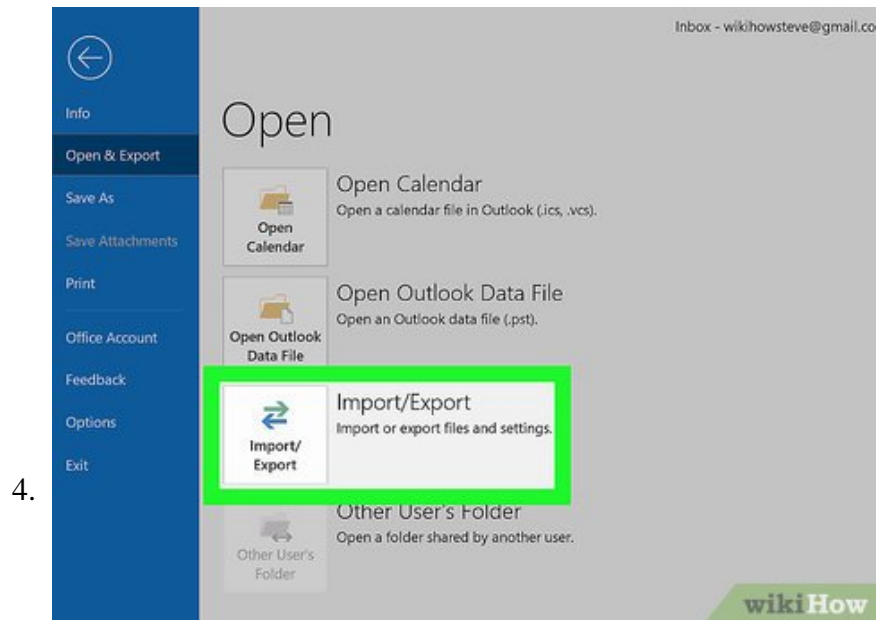 Inbox - wikihowsteve@gmail.co
Info
Open & Export
Save As
Save Attachments
Print
Office Account
Feedback
Options
Exit
Open
Open
Calendar
Open Calendar
Open a calendar file in Outlook (.ics, .vcs).
Open Outlook
Data File
Open Outlook Data File
Open an Outlook data file (.pst).
Import/
Export
Import/Export
Import or export files and settings.
Other User's
Folder
Other User's Folder
Open a folder shared by another user.
4.
wikiHow